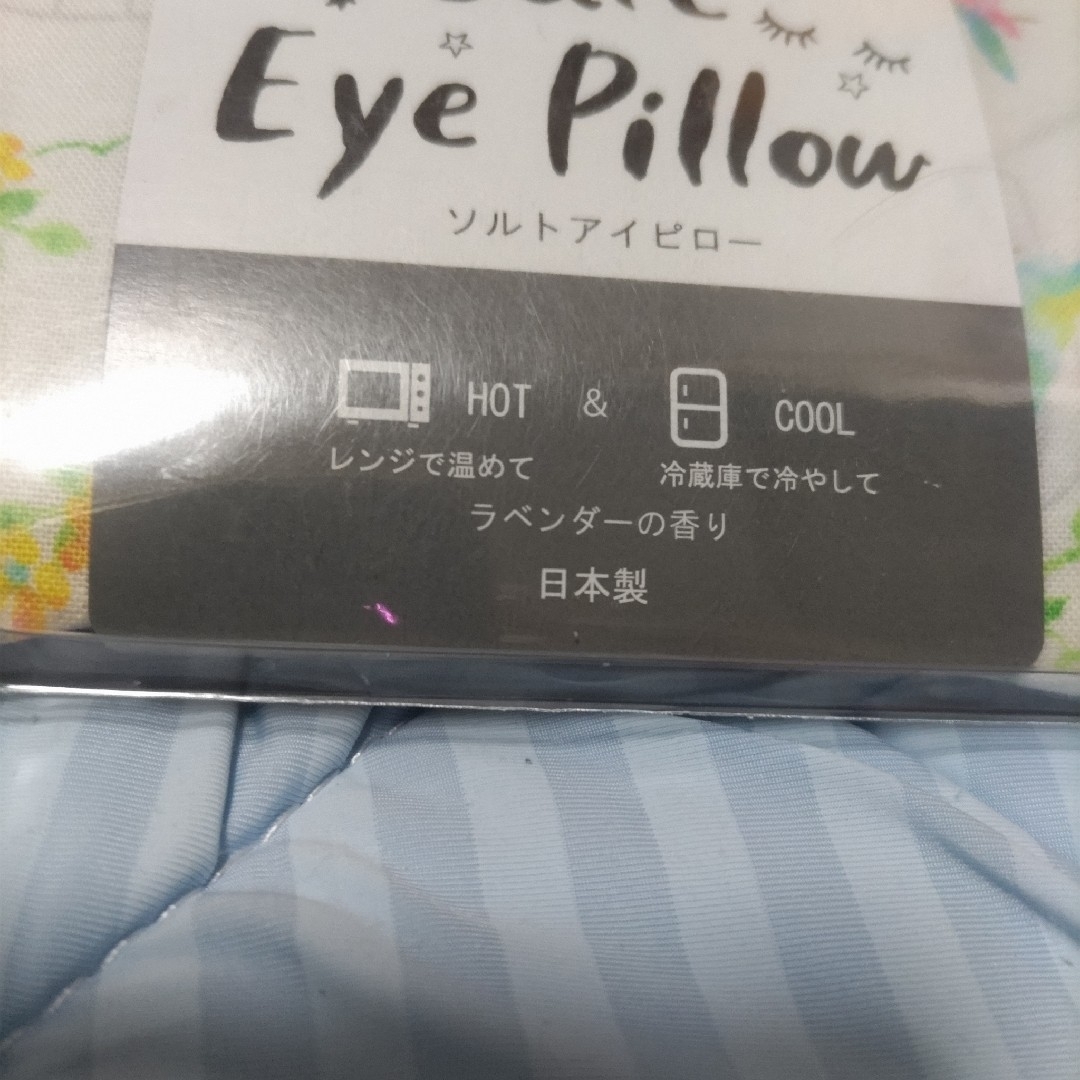 Eye Pillow
ソルトアイピロー
HOT & COOL
レンジで温めて 冷蔵庫で冷やして
ラベンダーの香り
日本製